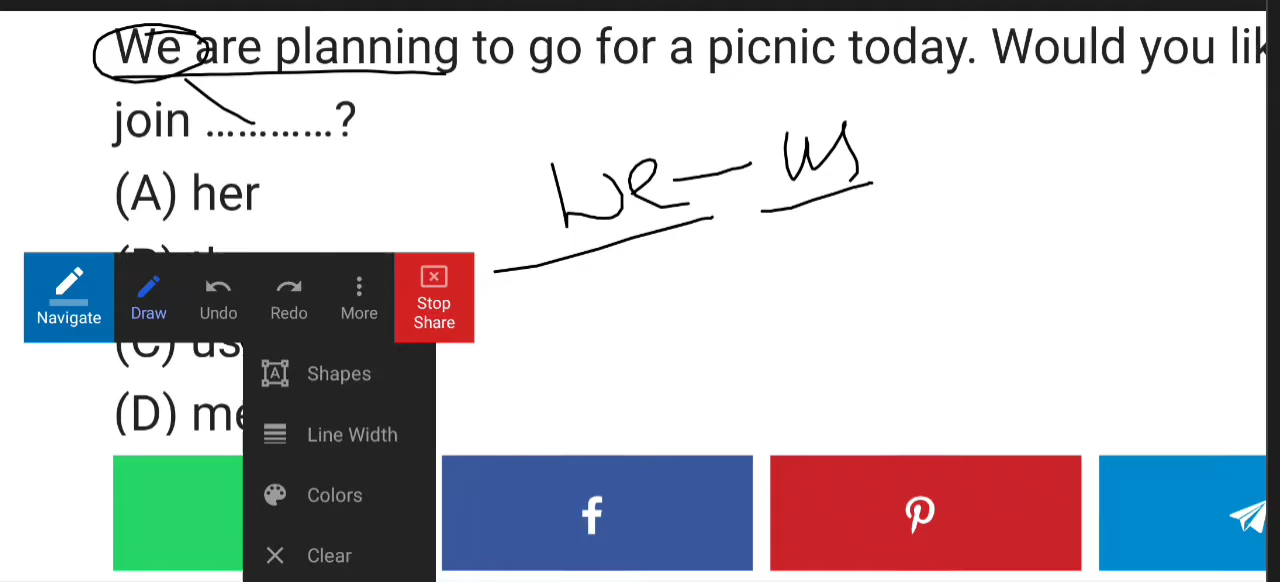 We are planning to go for a picnic today. Would you lik
join ............?
we - us
(A) her
Navigate
Draw
Undo
Redo
More
Stop
Share
(C) us
Shapes
(D) me
Line Width
Colors
Clear